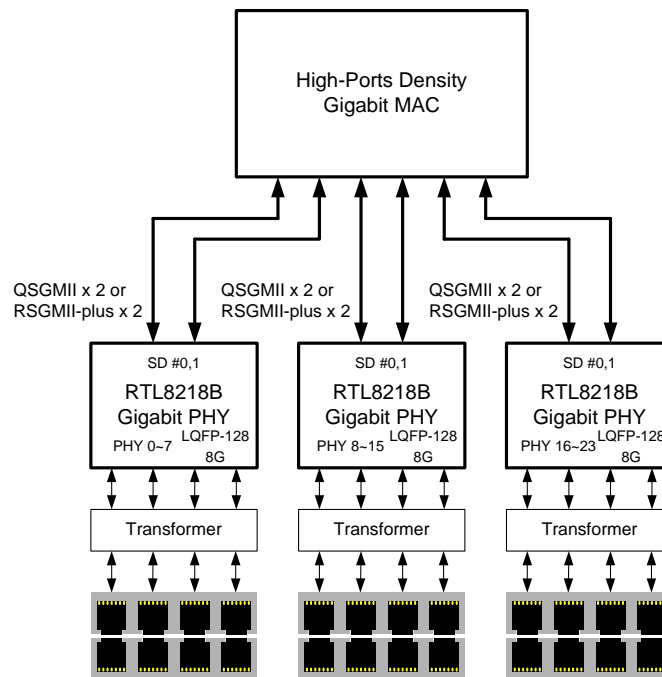 High-Ports Density
Gigabit MAC
QSGMII x 2 or
RSGMII-plus x 2
QSGMII x 2 or
RSGMII-plus x 2
QSGMII x 2 or
RSGMII-plus x 2
SD #0,1
RTL8218B
Gigabit PHY
PHY 0~7
LQFP-128
8G
SD #0,1
RTL8218B
Gigabit PHY
PHY 8~15
LQFP-128
8G
SD #0,1
RTL8218B
Gigabit PHY
PHY 16~23
LQFP-128
8G
Transformer
Transformer
Transformer